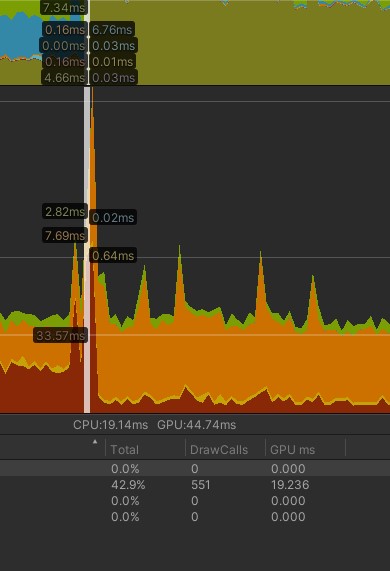 7.34ms
0.16ms 6.76ms
0.00ms 0.03ms
0.16ms 0.01ms
4.66ms 0.03ms
2.82ms 0.02ms
7.69ms
0.64ms
33.57ms
CPU:19.14ms GPU:44.74ms
Total DrawCalls GPU ms
0.0% 0 0.000
42.9% 551 19.236
0.0% 0 0.000
0.0% 0 0.000